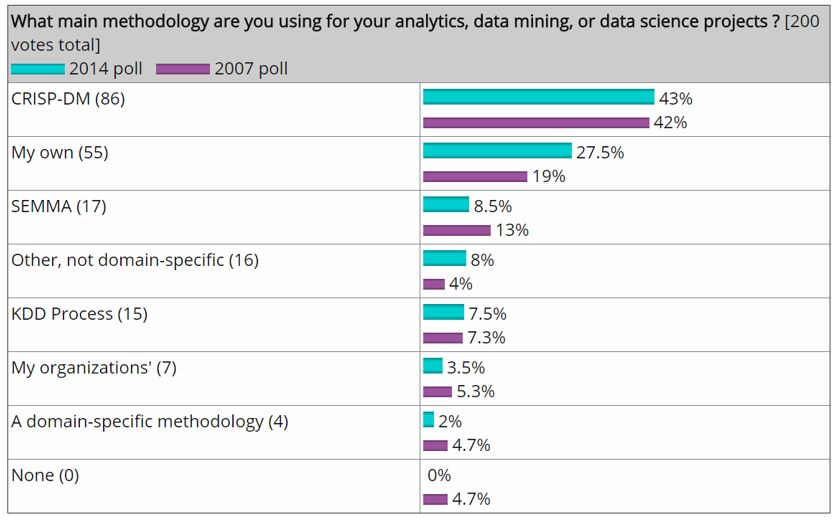 What main methodology are you using for your analytics, data mining, or data science projects ? [200
votes total]
2014 poll 2007 poll
CRISP-DM (86)
43%
42%
My own (55)
27.5%
19%
SEMMA (17)
8.5%
13%
Other, not domain-specific (16)
8%
4%
KDD Process (15)
7.5%
7.3%
My organizations' (7)
3.5%
5.3%
A domain-specific methodology (4)
2%
4.7%
None (0)
0%
4.7%